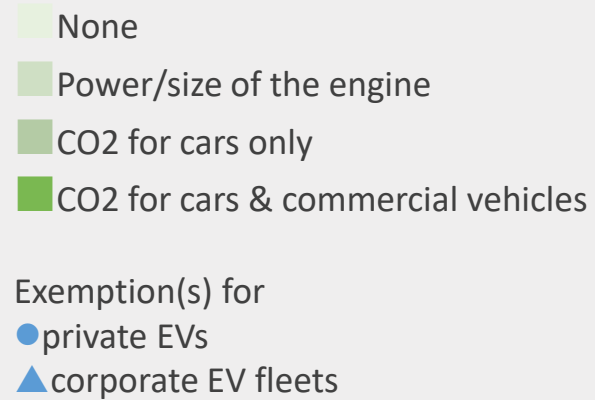 None
Power/size of the engine
CO2 for cars only
CO2 for cars & commercial vehicles
Exemption(s) for
private EVs
corporate EV fleets